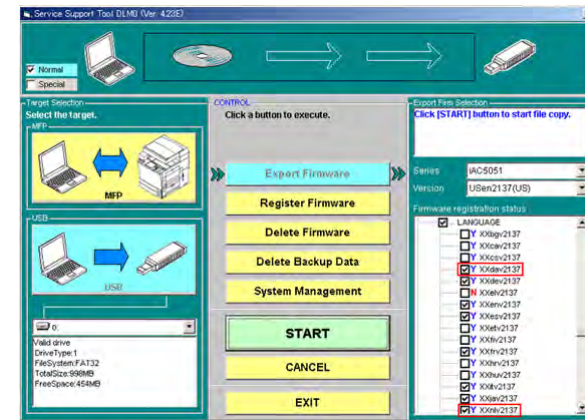 Service Support Tool DLM0 (Ver. 4.23E)
Normal
Special
Target Selection
Select the target.
MFP
MFP
USB
USB
o:
Valid drive
DriveType:1
FileSystem:FAT32
TotalSize:998MB
FreeSpace:454MB
CONTROL
Click a button to execute.
Export Firmware
Register Firmware
Delete Firmware
Delete Backup Data
System Management
START
CANCEL
EXIT
Export Firm Selection
Click [START] button to start file copy.
Series iAC5051
Version USen2137(US)
Firmware registration status
LANGUAGE
Y XXbgv2137
Y XXcav2137
Y XXcsv2137
Y XXdav2137
Y XXdev2137
N XXelv2137
Y XXenv2137
Y XXesv2137
Y XXetv2137
Y XXfiv2137
Y XXfrv2137
Y XXhrv2137
Y XXhuv2137
Y XXitv2137
Y XXjav2137
Y XXnlv2137